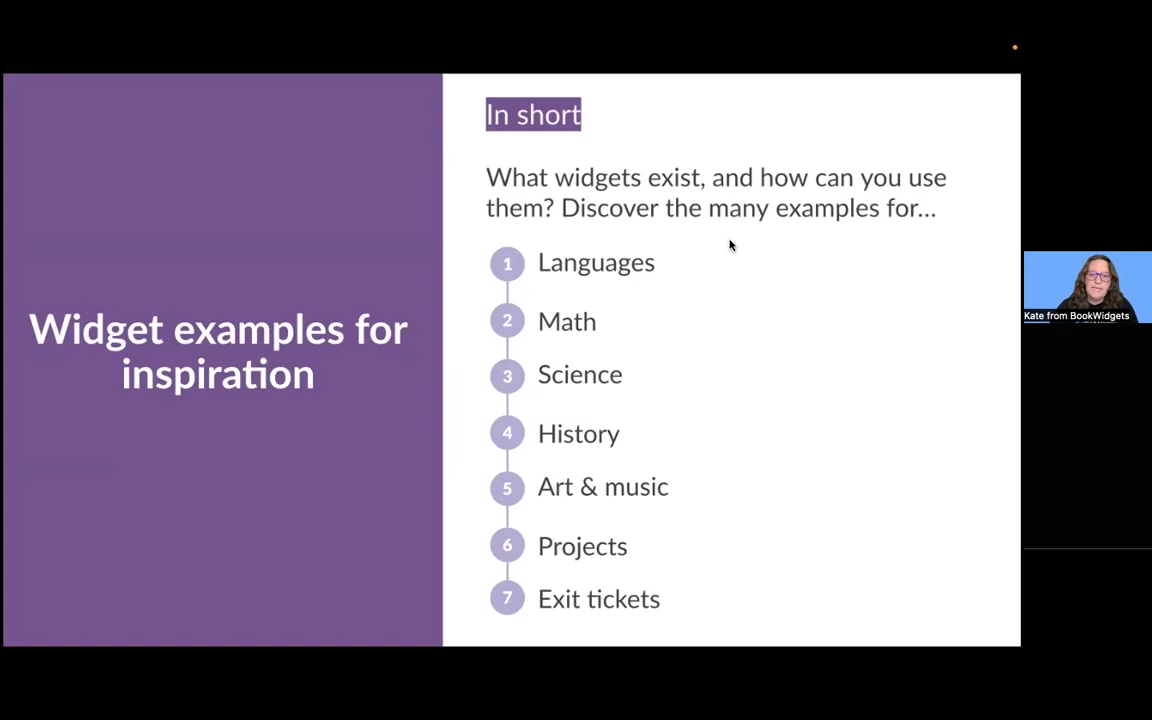 Widget examples for
inspiration
In short
What widgets exist, and how can you use
them? Discover the many examples for...
1 Languages
2 Math
3 Science
4 History
5 Art & music
6 Projects
7 Exit tickets
Kate from BookWidgets